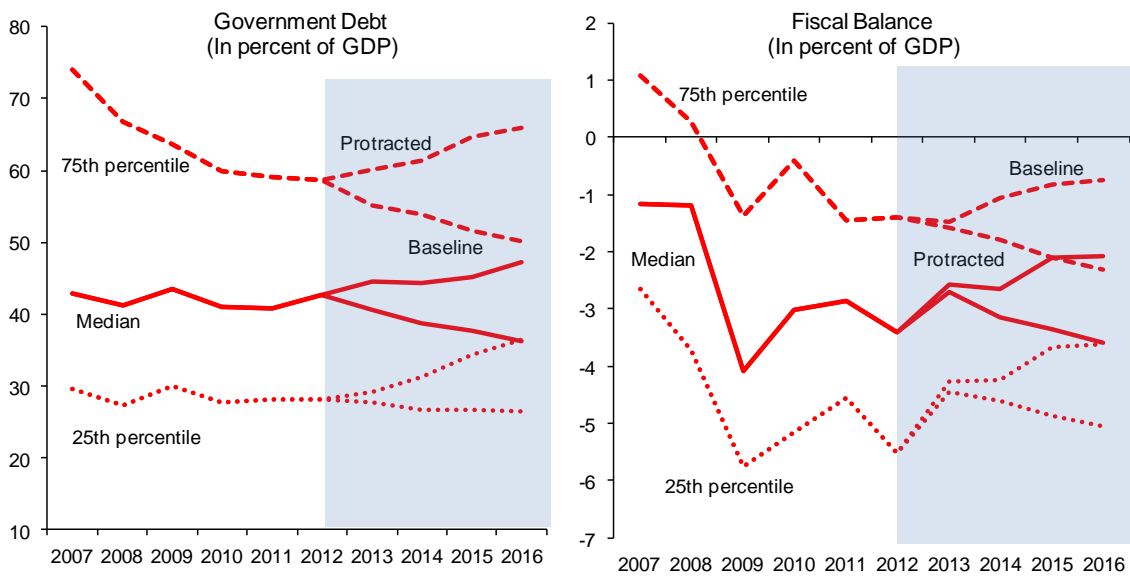 Government Debt
(In percent of GDP)
80
70
60
50
40
30
20
10
75th percentile
Protracted
Baseline
Median
25th percentile
2007 2008 2009 2010 2011 2012 2013 2014 2015 2016
Fiscal Balance
(In percent of GDP)
2
1
0
-1
-2
-3
-4
-5
-6
-7
75th percentile
Baseline
Median
Protracted
25th percentile
2007 2008 2009 2010 2011 2012 2013 2014 2015 2016